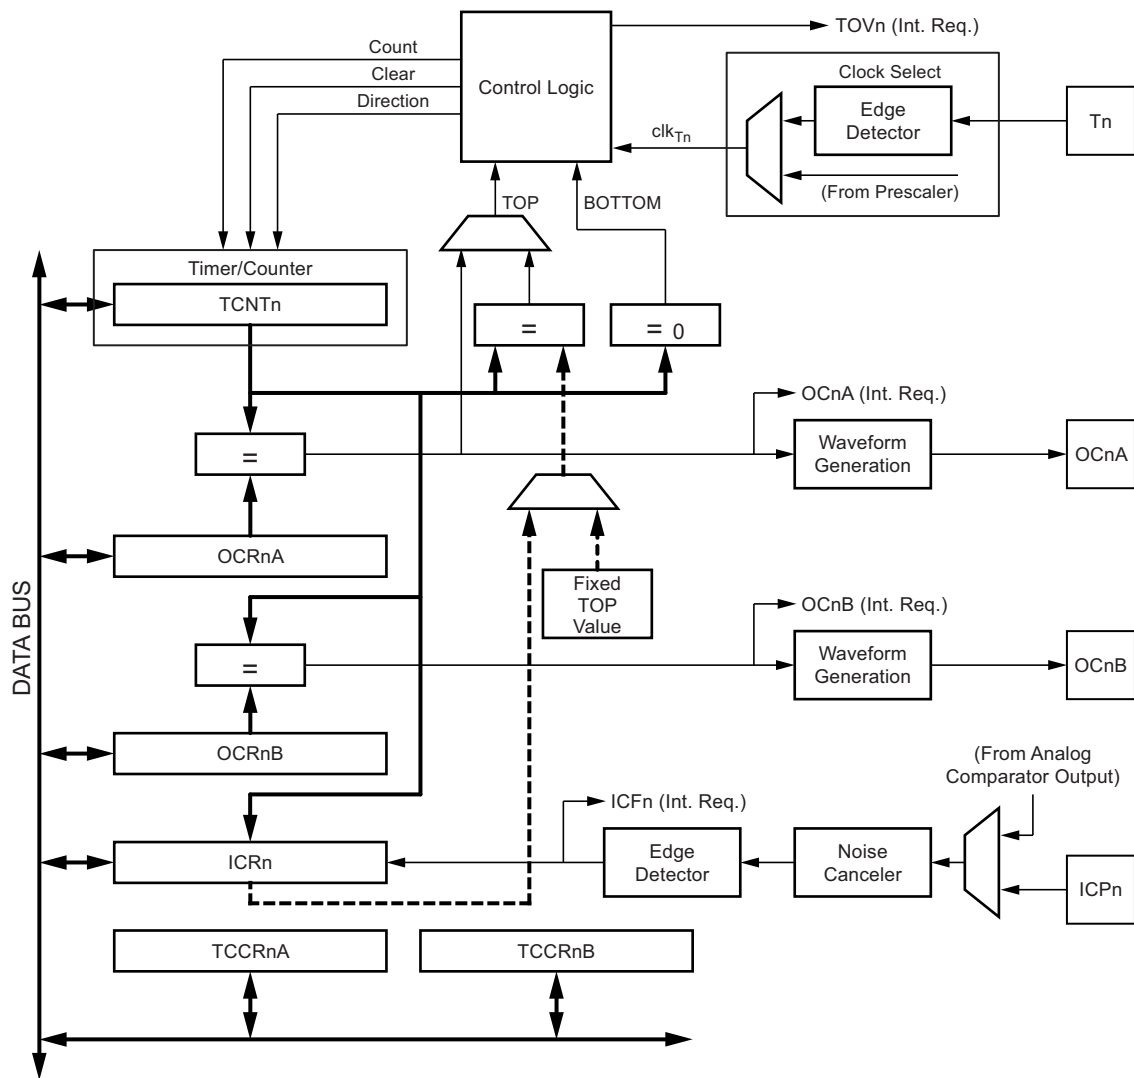 TOVn (Int. Req.)
Count
Clear
Direction
Control Logic
Clock Select
Edge
Detector
Tn
clkTn
(From Prescaler)
TOP
BOTTOM
Timer/Counter
TCNTn
=
= 0
OCnA (Int. Req.)
=
Waveform
Generation
OCnA
OCRnA
Fixed
TOP
Value
DATA BUS
OCnB (Int. Req.)
=
Waveform
Generation
OCnB
OCRnB
(From Analog
Comparator Output)
ICFn (Int. Req.)
ICRn
Edge
Detector
Noise
Canceler
ICPn
TCCRnA
TCCRnB